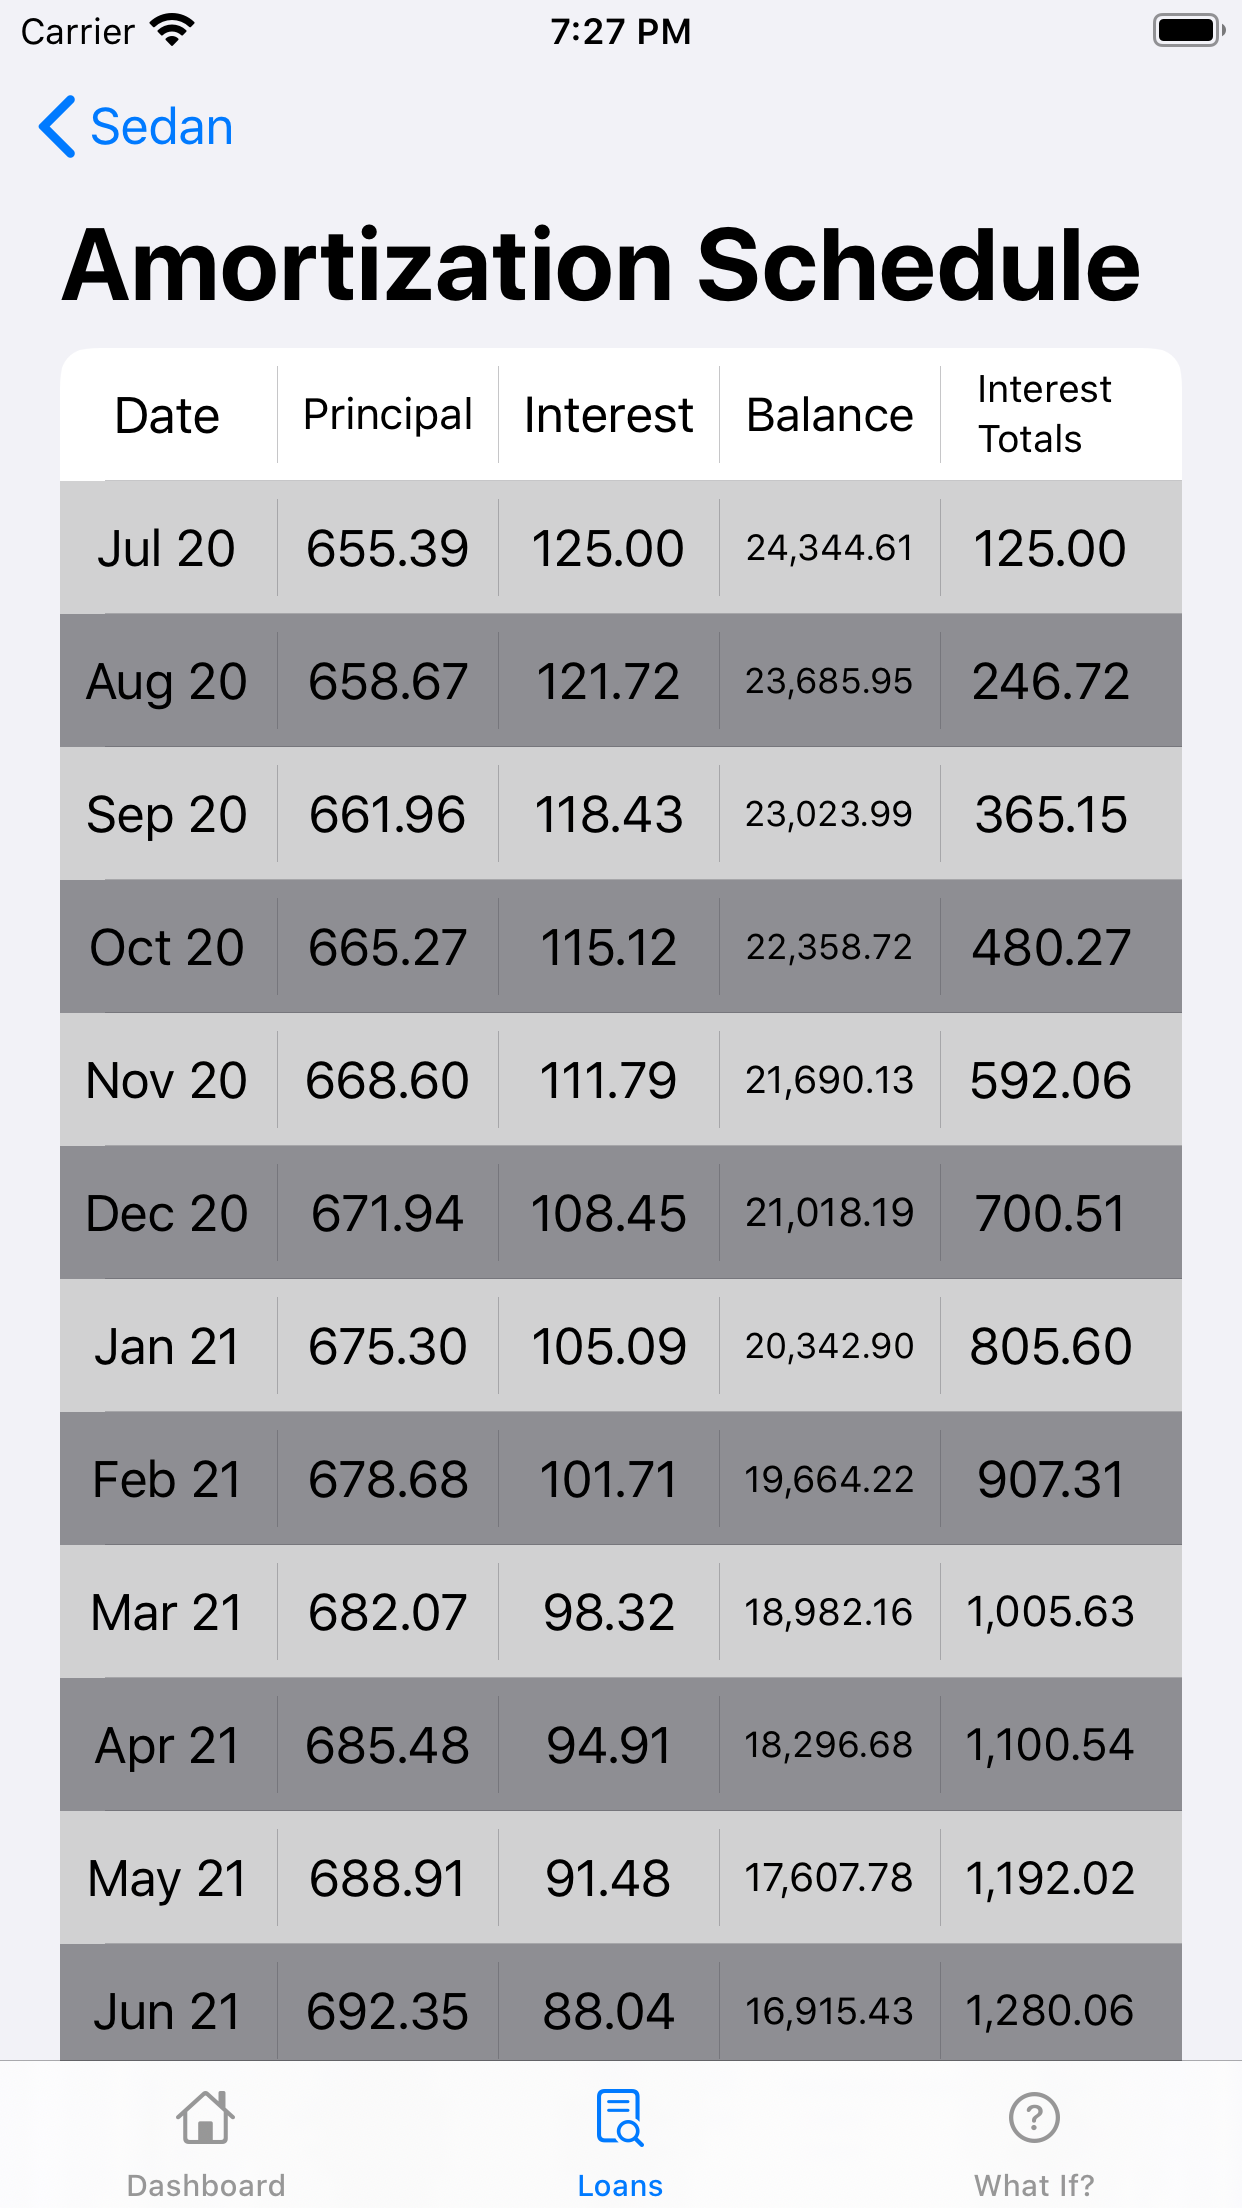 Carrier 7:27 PM
Sedan
Amortization Schedule
Date Principal Interest Balance Interest Totals
Jul 20 655.39 125.00 24,344.61 125.00
Aug 20 658.67 121.72 23,685.95 246.72
Sep 20 661.96 118.43 23,023.99 365.15
Oct 20 665.27 115.12 22,358.72 480.27
Nov 20 668.60 111.79 21,690.13 592.06
Dec 20 671.94 108.45 21,018.19 700.51
Jan 21 675.30 105.09 20,342.90 805.60
Feb 21 678.68 101.71 19,664.22 907.31
Mar 21 682.07 98.32 18,982.16 1,005.63
Apr 21 685.48 94.91 18,296.68 1,100.54
May 21 688.91 91.48 17,607.78 1,192.02
Jun 21 692.35 88.04 16,915.43 1,280.06
Dashboard Loans What If?